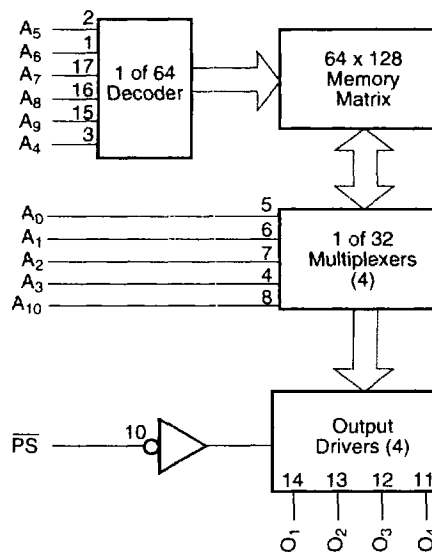 A5 2
A6 1
A7 17
A8 16
A9 15
A4 3
1 of 64
Decoder
64 x 128
Memory
Matrix
A0 5
A1 6
A2 7
A3 4
A10 8
1 of 32
Multiplexers
(4)
PS 10
Output
Drivers (4)
14 13 12 11
O1 O2 O3 O4